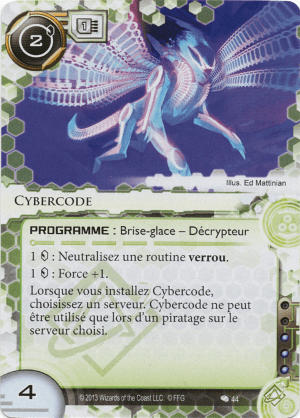 2
Illus. Ed Mattinian
CYBERCODE
PROGRAMME : Brise-glace – Décrypteur
1 : Neutralisez une routine verrou.
1 : Force +1.
Lorsque vous installez Cybercode,
choisissez un serveur. Cybercode ne peut
être utilisé que lors d'un piratage sur le
serveur choisi.
4
© 2013 Wizards of the Coast LLC. © FFG
44